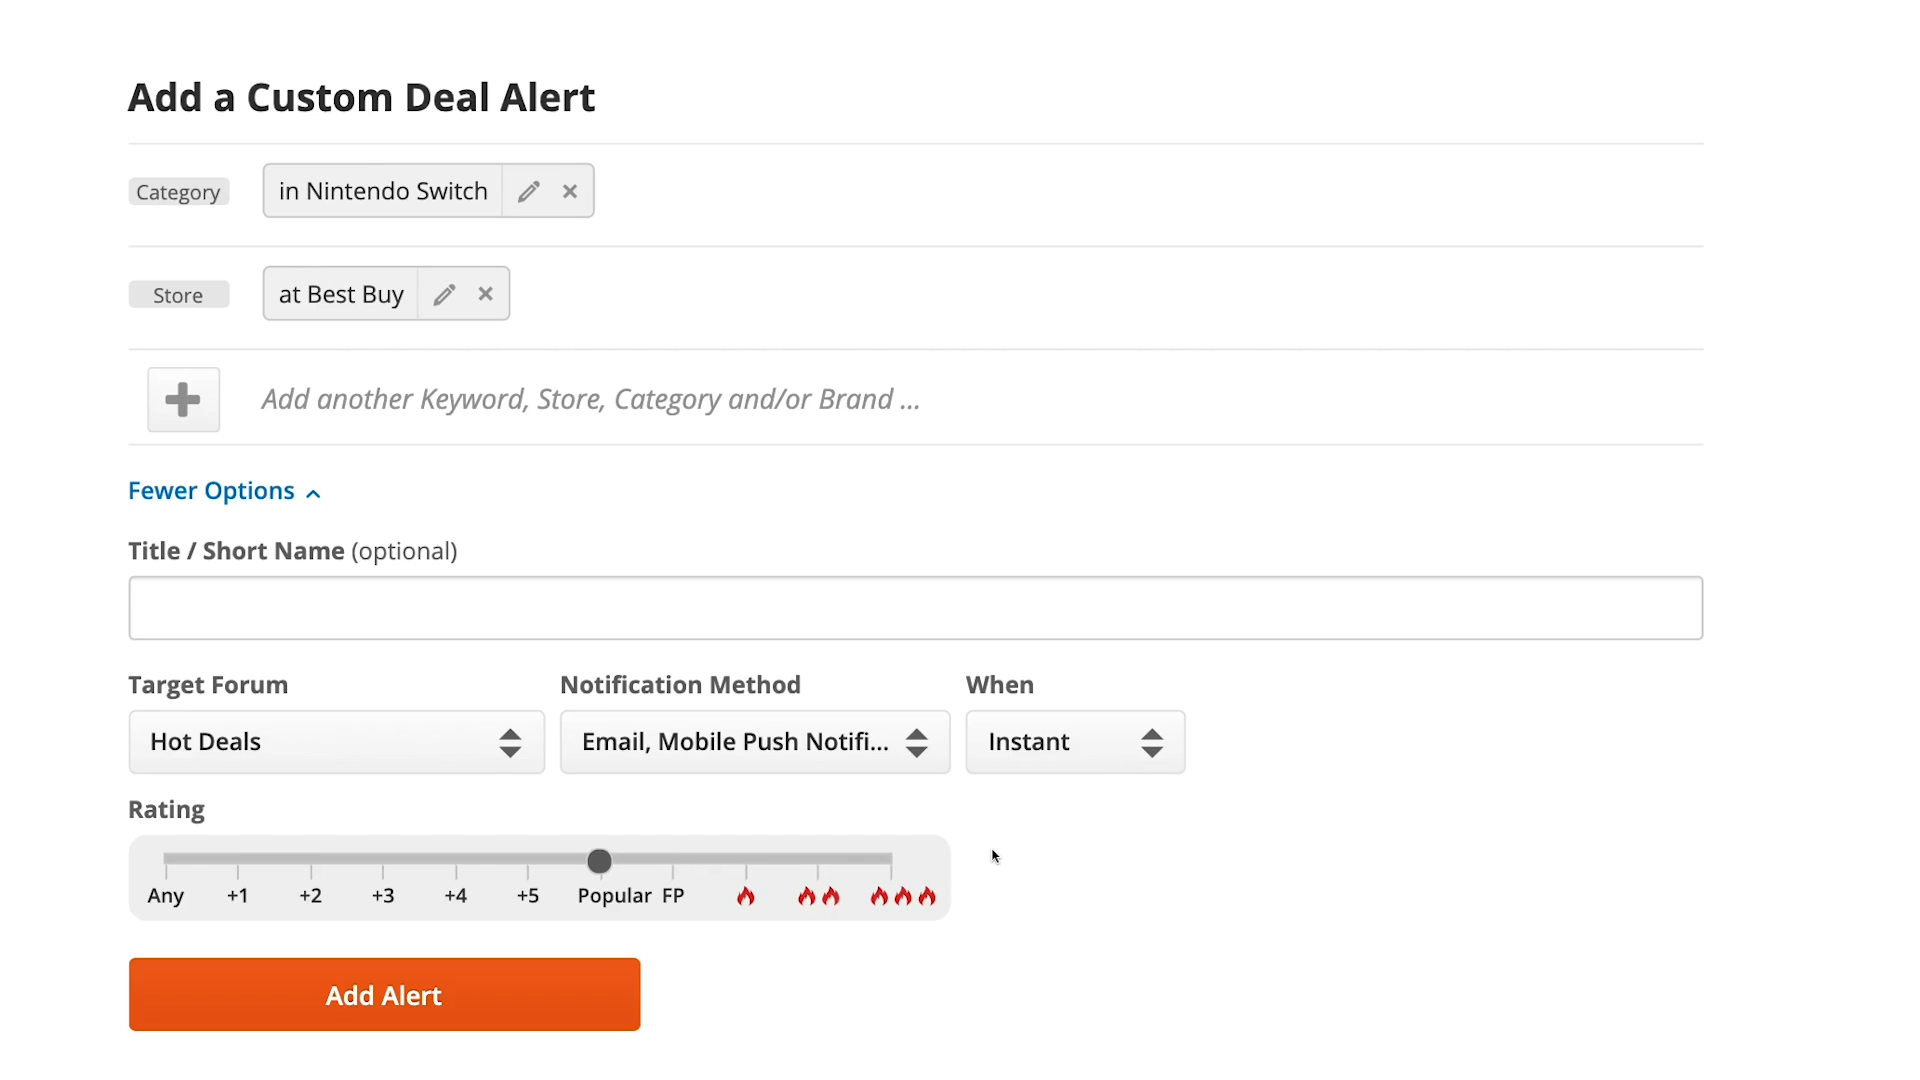 Add a Custom Deal Alert
Category in Nintendo Switch
Store at Best Buy
Add another Keyword, Store, Category and/or Brand ...
Fewer Options
Title / Short Name (optional)
Target Forum Notification Method When
Hot Deals Email, Mobile Push Notifi... Instant
Rating
Any +1 +2 +3 +4 +5 Popular FP
Add Alert